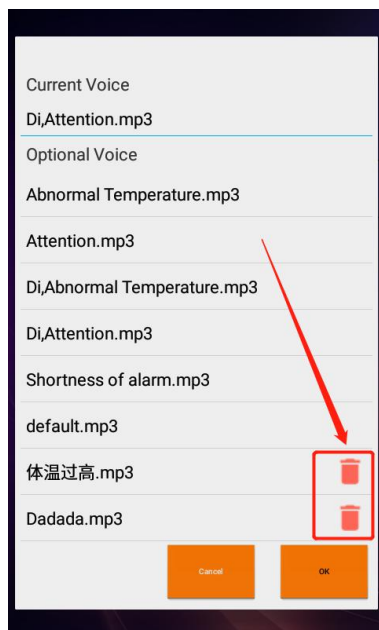 Current Voice
Di,Attention.mp3
Optional Voice
Abnormal Temperature.mp3
Attention.mp3
Di,Abnormal Temperature.mp3
Di,Attention.mp3
Shortness of alarm.mp3
default.mp3
体温过高.mp3
Dadada.mp3
Cancel OK